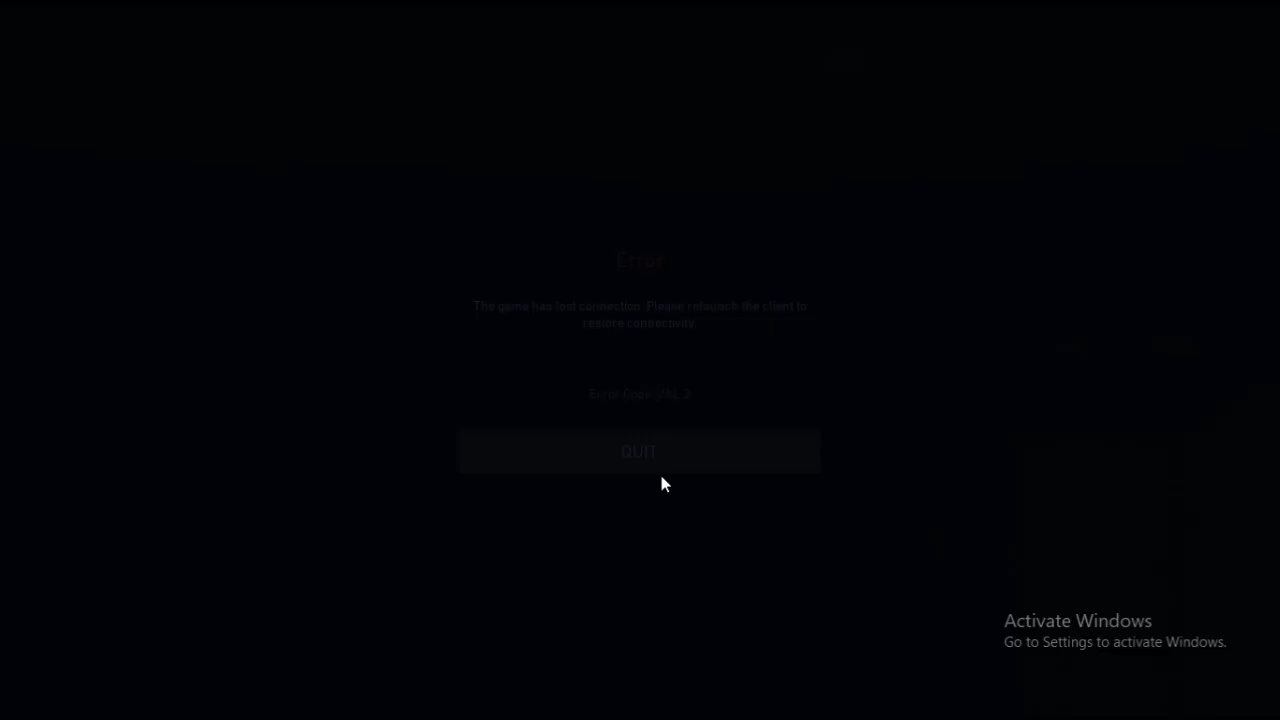 Error
The game has lost connection. Please relaunch the client to
restore connectivity.
Error Code
QUIT
Activate Windows
Go to Settings to activate Windows.